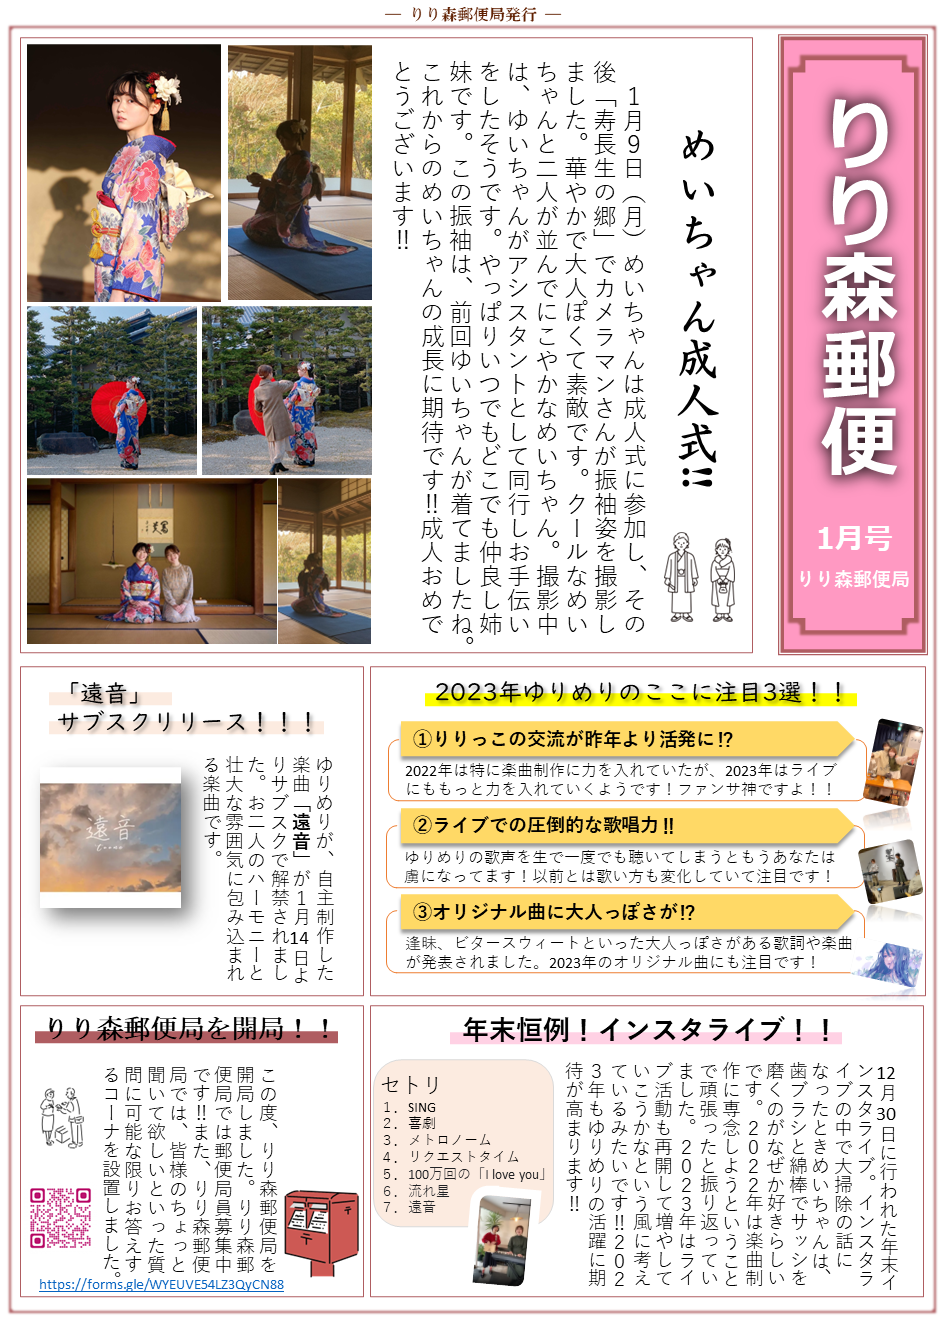 ― りり森郵便局発行 ―
りり森郵便
1月号
りり森郵便局
めいちゃん成人式!!
1月9日（月）めいちゃんは成人式に参加し、その
後「寿長生の郷」でカメラマンさんが振袖姿を撮影し
ました。華やかで大人ぽくて素敵です。クールなめい
ちゃんと二人が並んでにこやかなめいちゃん。撮影中
は、ゆいちゃんがアシスタントとして同行しお手伝い
をしたそうです。やっぱりいつでもどこでも仲良し姉
妹です。この振袖は、前回ゆいちゃんが着てましたね。
これからのめいちゃんの成長に期待です!!成人おめで
とうございます!!
「遠音」
サブスクリリース！！！
ゆりめりが、自主制作した
楽曲「遠音」が1月14日よ
りサブスクで解禁されまし
た。お二人のハーモニーと
壮大な雰囲気に包み込まれ
る楽曲です。
遠音
2023年ゆりめりのここに注目3選！！
①りりっこの交流が昨年より活発に!?
2022年は特に楽曲制作に力を入れていたが、2023年はライブ
にももっと力を入れていくようです！ファンサ神ですよ！！
②ライブでの圧倒的な歌唱力!!
ゆりめりの歌声を生で一度でも聴いてしまうともうあなたは
虜になってます！以前とは歌い方も変化していて注目です！
③オリジナル曲に大人っぽさが!?
逢昧、ビタースウィートといった大人っぽさがある歌詞や楽曲
が発表されました。2023年のオリジナル曲にも注目です！
りり森郵便局を開局！！
この度、りり森郵便局を
開局しました。りり森郵
便局では郵便局員募集中
です!!また、りり森郵便
局では、皆様のちょっと
聞いて欲しいといった質
問に可能な限りお答えす
るコーナを設置しました。
https://forms.gle/WYEUVE54LZ3QyCN88
年末恒例！インスタライブ！！
12月30日に行われた年末イ
ンスタライブ。インスタラ
イブの中で大掃除の話に
なったときめいちゃんは、
歯ブラシと綿棒でサッシを
磨くのがなぜか好きらしい
です。2022年は楽曲制
作に専念しようということ
で頑張ったと振り返ってい
ました。2023年はライ
ブ活動も再開して増やして
いこうかなという風に考え
ているみたいです!!202
3年もゆりめりの活躍に期
待が高まります!!
セトリ
1. SING
2. 喜劇
3. メトロノーム
4. リクエストタイム
5. 100万回の「I love you」
6. 流れ星
7. 遠音